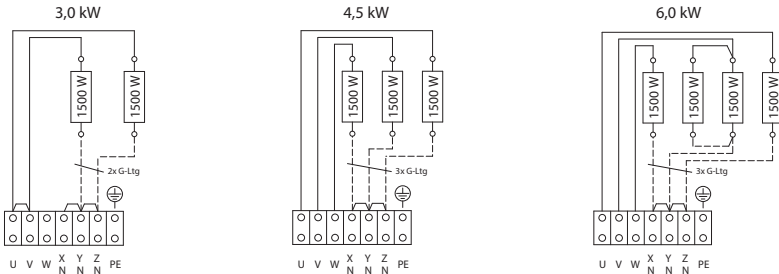 3,0 kW
4,5 kW
6,0 kW
1500 W
1500 W
1500 W
1500 W
1500 W
1500 W
1500 W
1500 W
1500 W
2x G-Ltg
3x G-Ltg
3x G-Ltg
U V W X Y Z PE
N N N
U V W X Y Z PE
N N N
U V W X Y Z PE
N N N